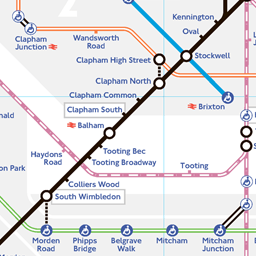 Kennington
Oval
Wandsworth
Road
Clapham
Junction
Stockwell
Clapham High Street
Clapham North
Clapham Common
Clapham South
Brixton
Balham
Haydons
Road
Tooting Bec
Tooting Broadway
Tooting
on Park
Colliers Wood
South Wimbledon
Morden
Road
Phipps
Bridge
Belgrave
Walk
Mitcham
Mitcham
Junction